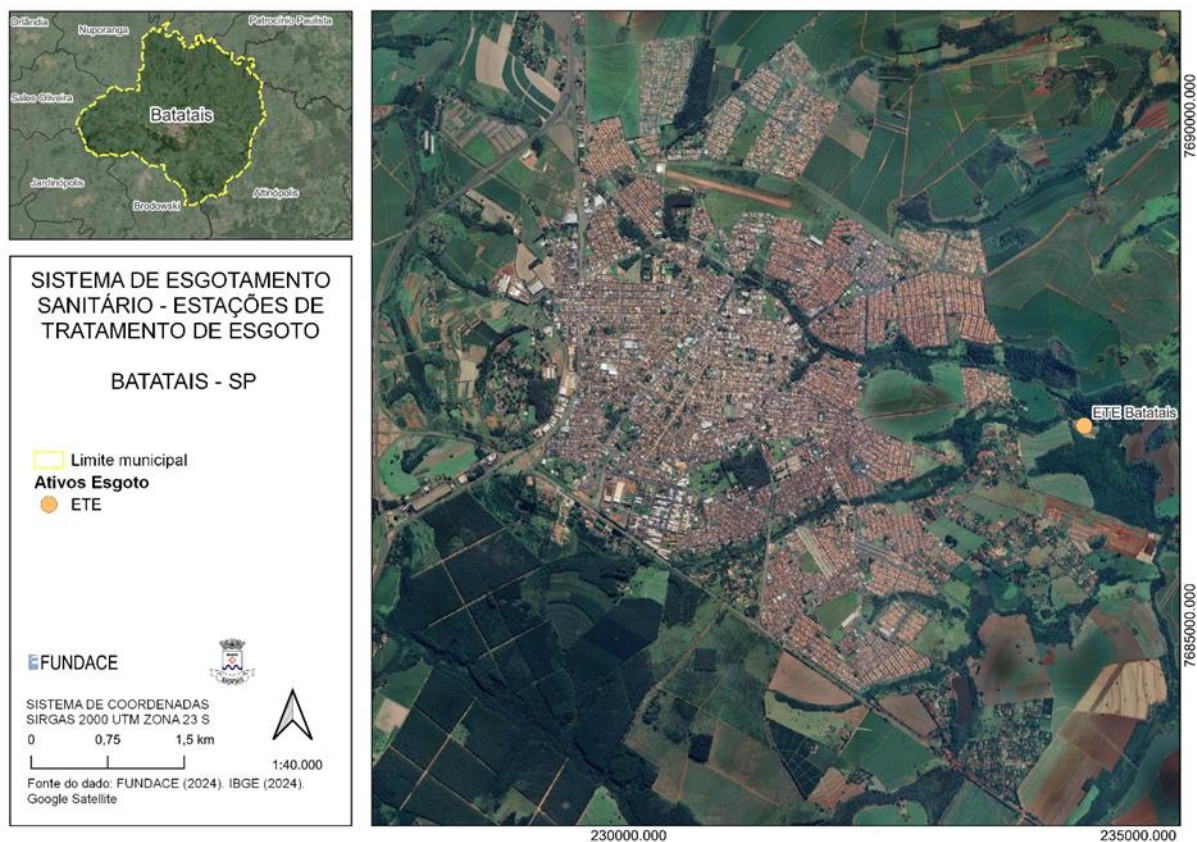 Orlândia
Nuporanga
Patrocínio Paulista
Sales Oliveira
Batatais
Jardinópolis
Brodowski
Altinópolis
SISTEMA DE ESGOTAMENTO
SANITÁRIO - ESTAÇÕES DE
TRATAMENTO DE ESGOTO
BATATAIS - SP
Limite municipal
Ativos Esgoto
ETE
FUNDACE
SISTEMA DE COORDENADAS
SIRGAS 2000 UTM ZONA 23 S
0 0,75 1,5 km
1:40.000
Fonte do dado: FUNDACE (2024). IBGE (2024).
Google Satellite
ETE Batatais
7690000.000
7685000.000
230000.000
235000.000